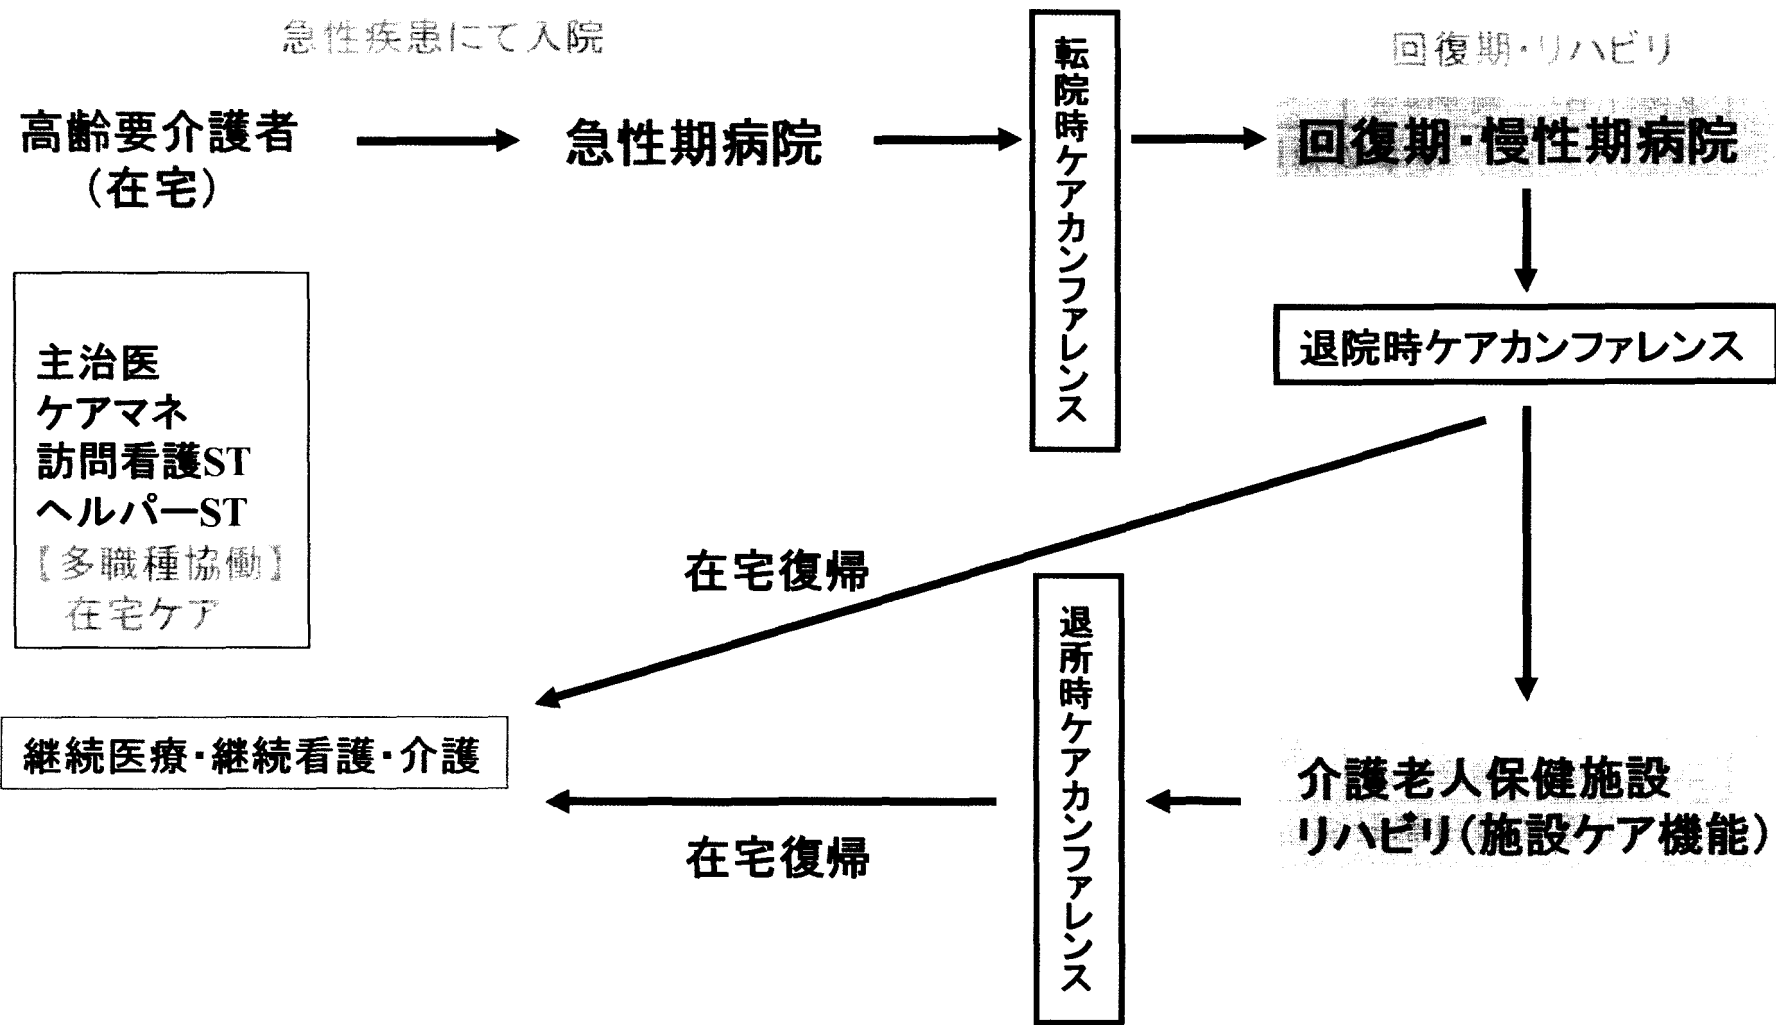 急性疾患にて入院
高齢要介護者
(在宅)
急性期病院
転院時ケアカンファレンス
回復期・リハビリ
回復期・慢性期病院
退院時ケアカンファレンス
主治医
ケアマネ
訪問看護ST
ヘルパーST
【多職種協働】
在宅ケア
在宅復帰
継続医療・継続看護・介護
在宅復帰
退所時ケアカンファレンス
介護老人保健施設
リハビリ(施設ケア機能)